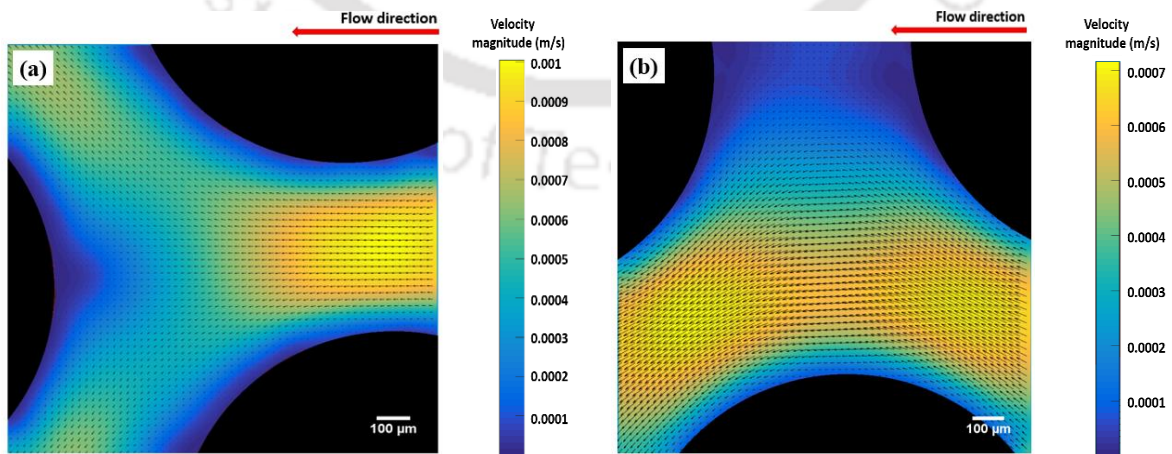 Flow direction
Velocity
magnitude (m/s)
(a)
0.001
0.0009
0.0008
0.0007
0.0006
0.0005
0.0004
0.0003
0.0002
0.0001
100 µm
Flow direction
Velocity
magnitude (m/s)
(b)
0.0007
0.0006
0.0005
0.0004
0.0003
0.0002
0.0001
100 µm
of Te